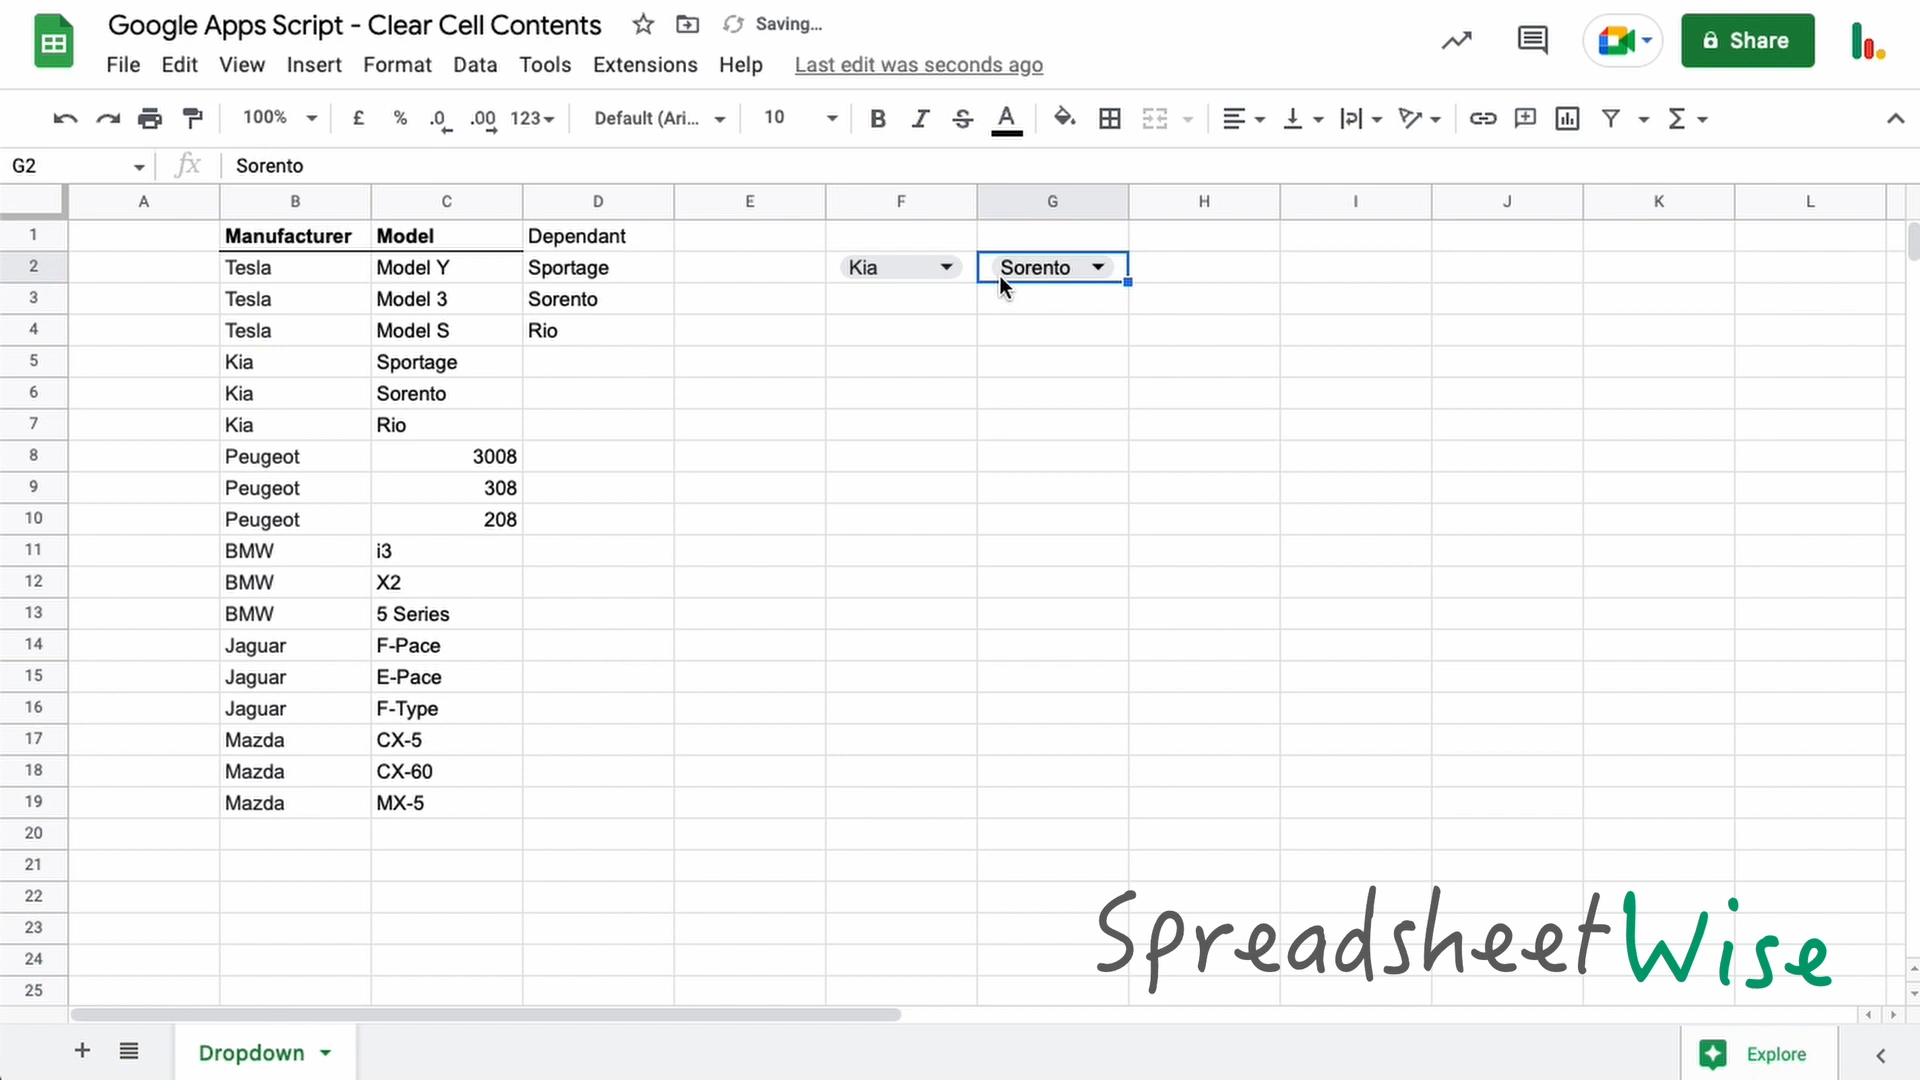 Google Apps Script - Clear Cell Contents Saving...
File Edit View Insert Format Data Tools Extensions Help Last edit was seconds ago
Share
100% £ % .0 .00 123 Default (Ari... 10 B I S A
G2 fx Sorento
A B C D E F G H I J K L
1 Manufacturer Model Dependant
2 Tesla Model Y Sportage Kia Sorento
3 Tesla Model 3 Sorento
4 Tesla Model S Rio
5 Kia Sportage
6 Kia Sorento
7 Kia Rio
8 Peugeot 3008
9 Peugeot 308
10 Peugeot 208
11 BMW i3
12 BMW X2
13 BMW 5 Series
14 Jaguar F-Pace
15 Jaguar E-Pace
16 Jaguar F-Type
17 Mazda CX-5
18 Mazda CX-60
19 Mazda MX-5
20
21
22
23
24
25
SpreadsheetWise
Dropdown Explore